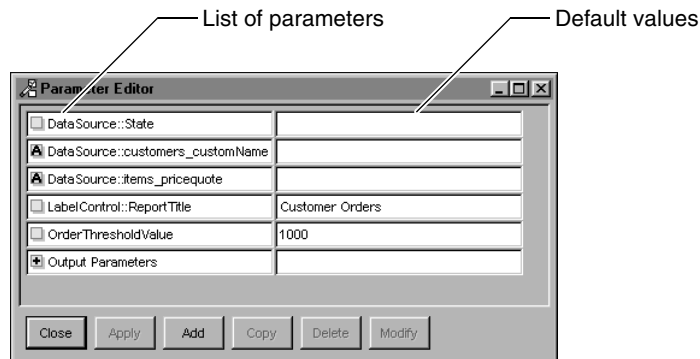 List of parameters
Default values
Parameter Editor
DataSource::State
A DataSource::customers_customName
A DataSource::items_pricequote
LabelControl::ReportTitle Customer Orders
OrderThresholdValue 1000
Output Parameters
Close Apply Add Copy Delete Modify